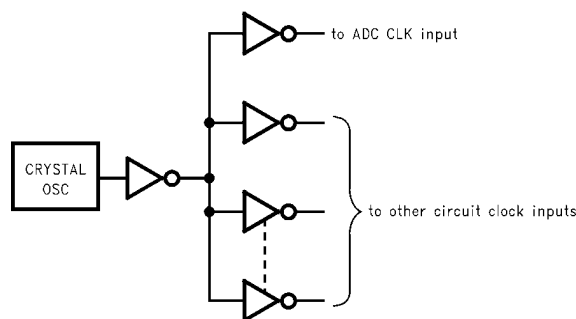 to ADC CLK input
CRYSTAL
OSC
to other circuit clock inputs